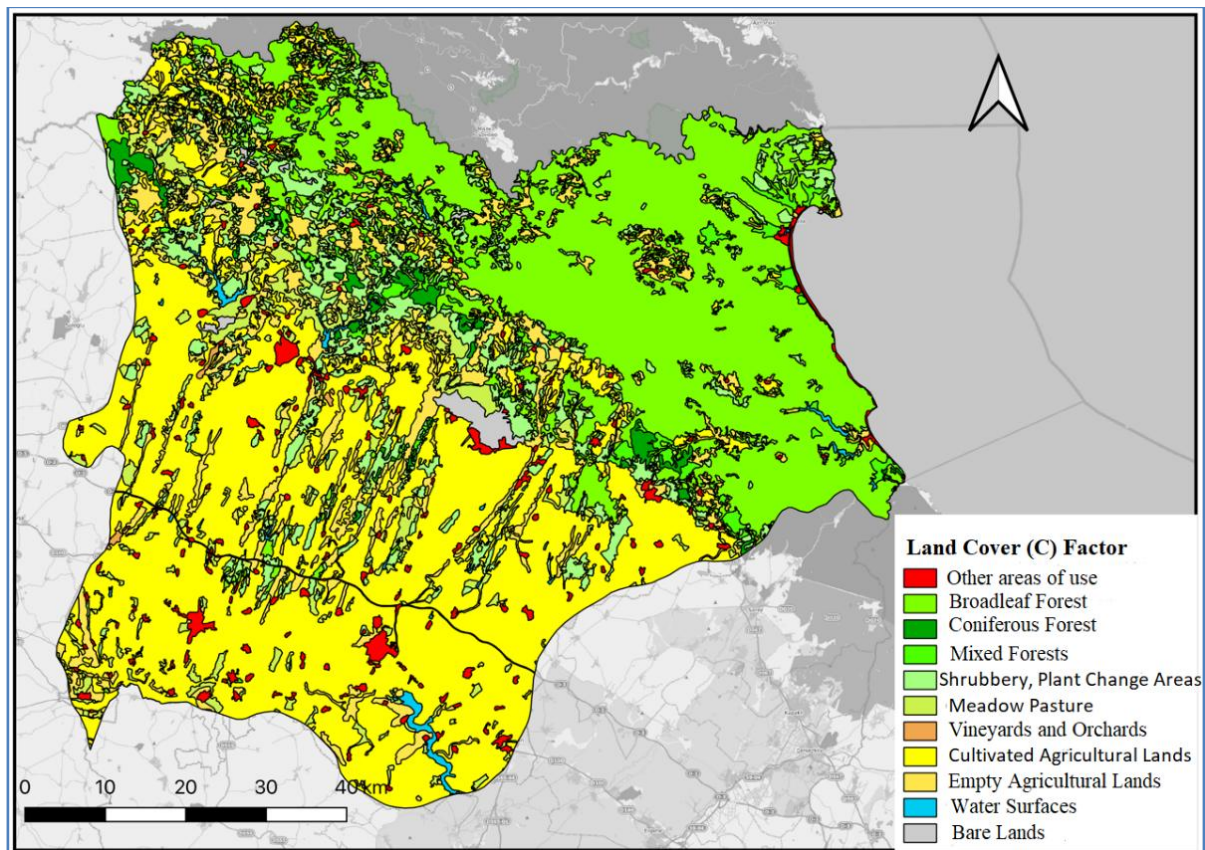 Land Cover (C) Factor
Other areas of use
Broadleaf Forest
Coniferous Forest
Mixed Forests
Shrubbery, Plant Change Areas
Meadow Pasture
Vineyards and Orchards
Cultivated Agricultural Lands
Empty Agricultural Lands
Water Surfaces
Bare Lands
0 10 20 30 40 km